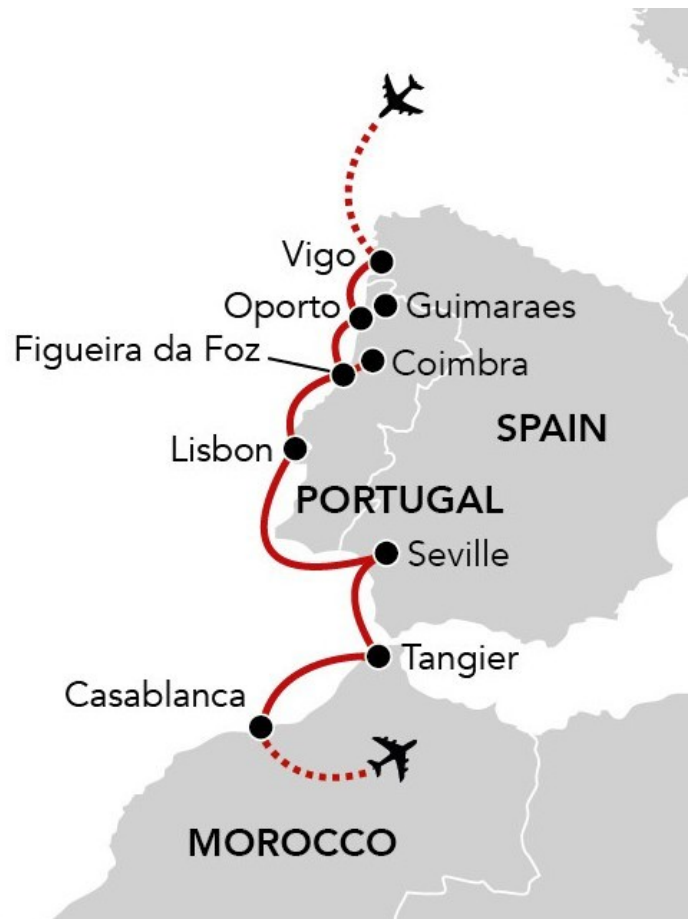 Vigo
Oporto
Guimaraes
Figueira da Foz
Coimbra
SPAIN
Lisbon
PORTUGAL
Seville
Tangier
Casablanca
MOROCCO